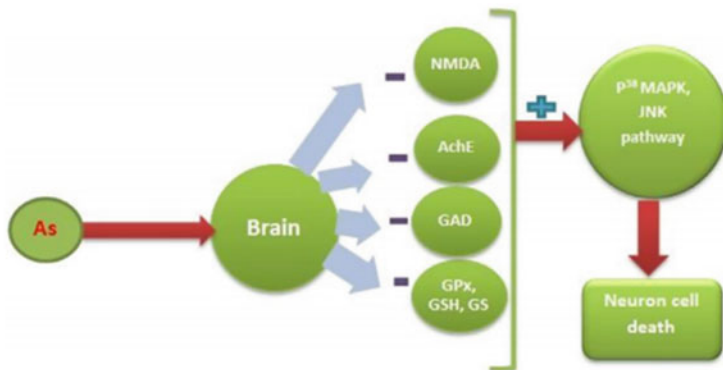 As
Brain
NMDA
AchE
GAD
GPx,
GSH, GS
P³⁸ MAPK,
JNK
pathway
Neuron cell
death